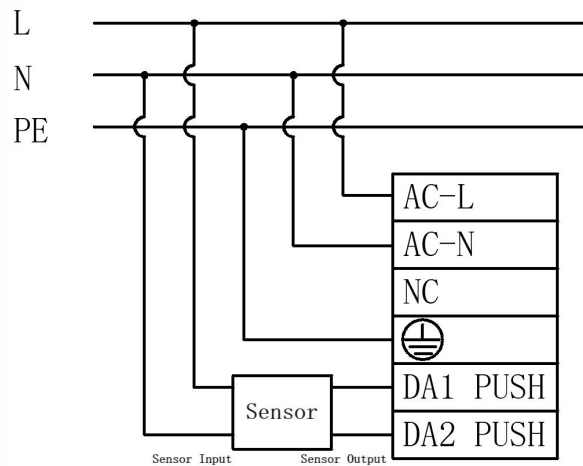 L
N
PE
AC-L
AC-N
NC
DA1 PUSH
Sensor
DA2 PUSH
Sensor Input
Sensor Output